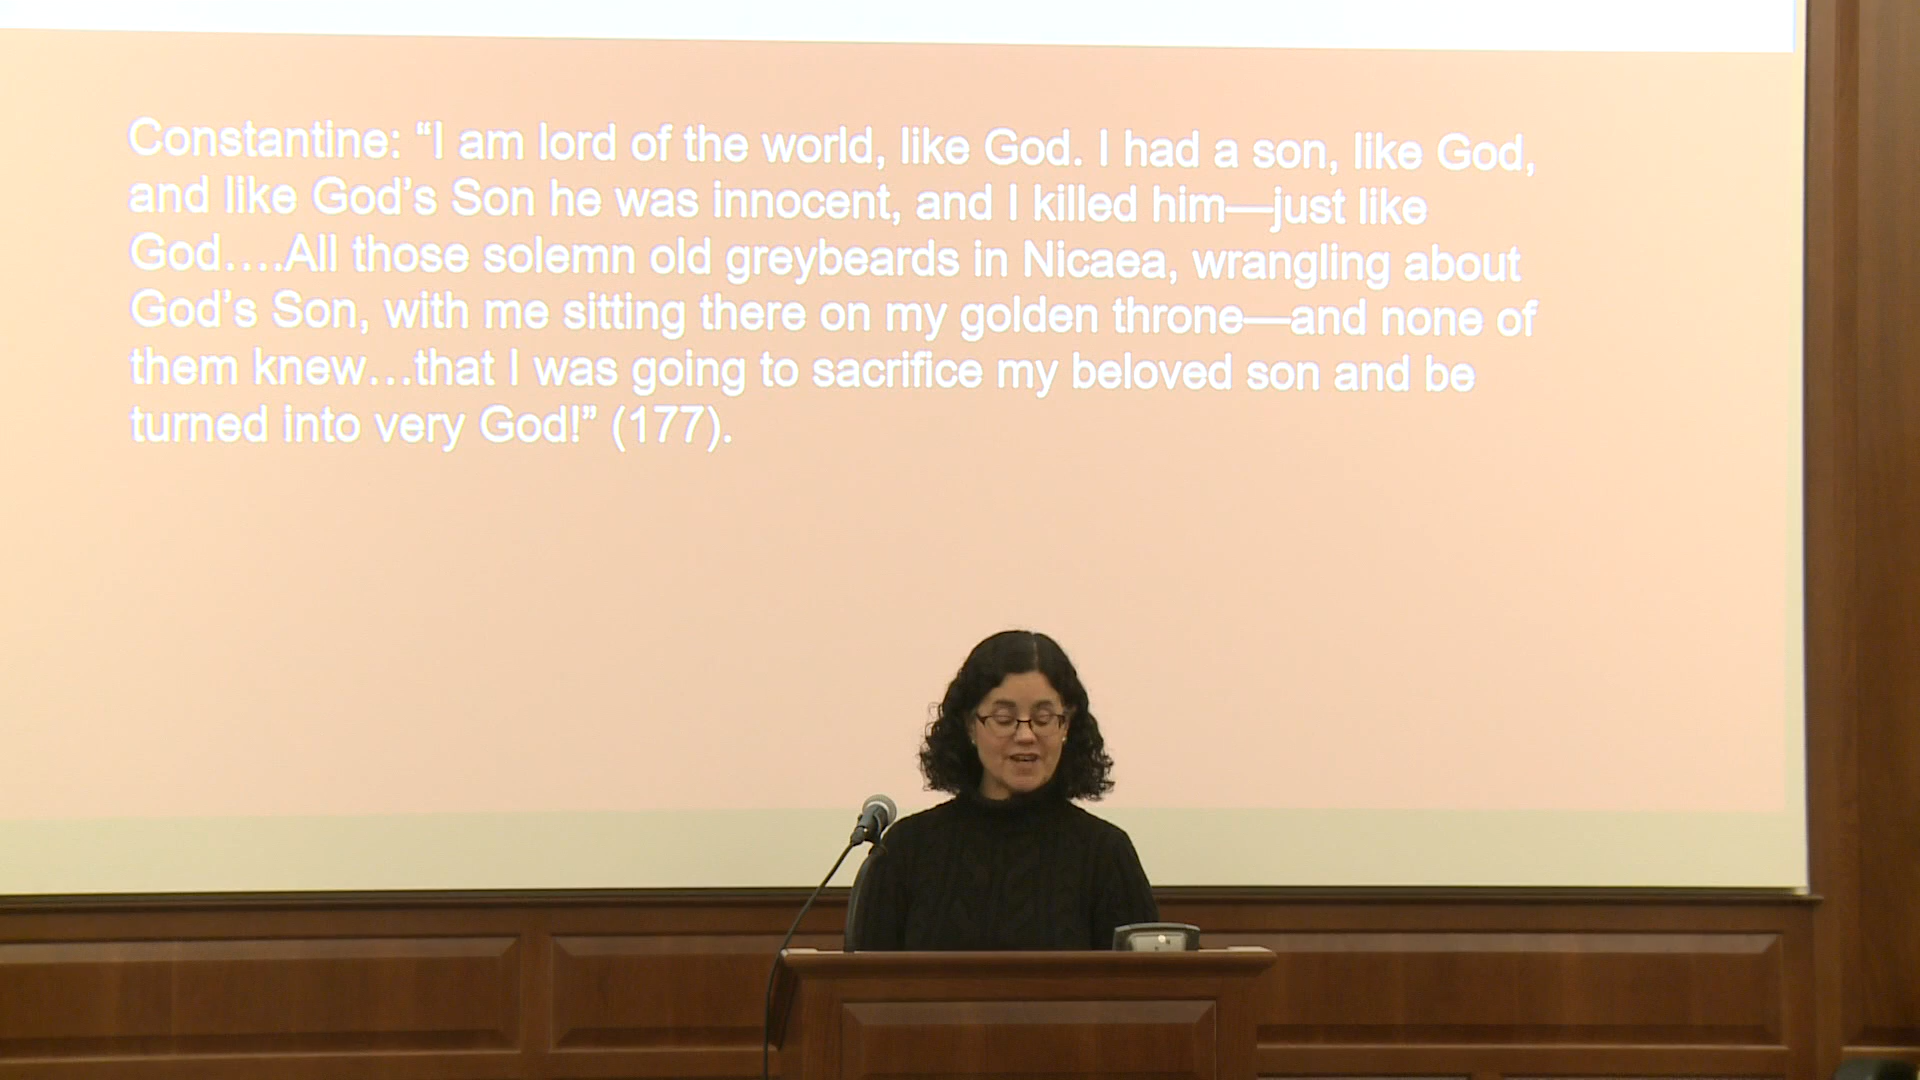 Constantine: “I am lord of the world, like God. I had a son, like God,
and like God’s Son he was innocent, and I killed him—just like
God….All those solemn old greybeards in Nicaea, wrangling about
God’s Son, with me sitting there on my golden throne—and none of
them knew…that I was going to sacrifice my beloved son and be
turned into very God!” (177).